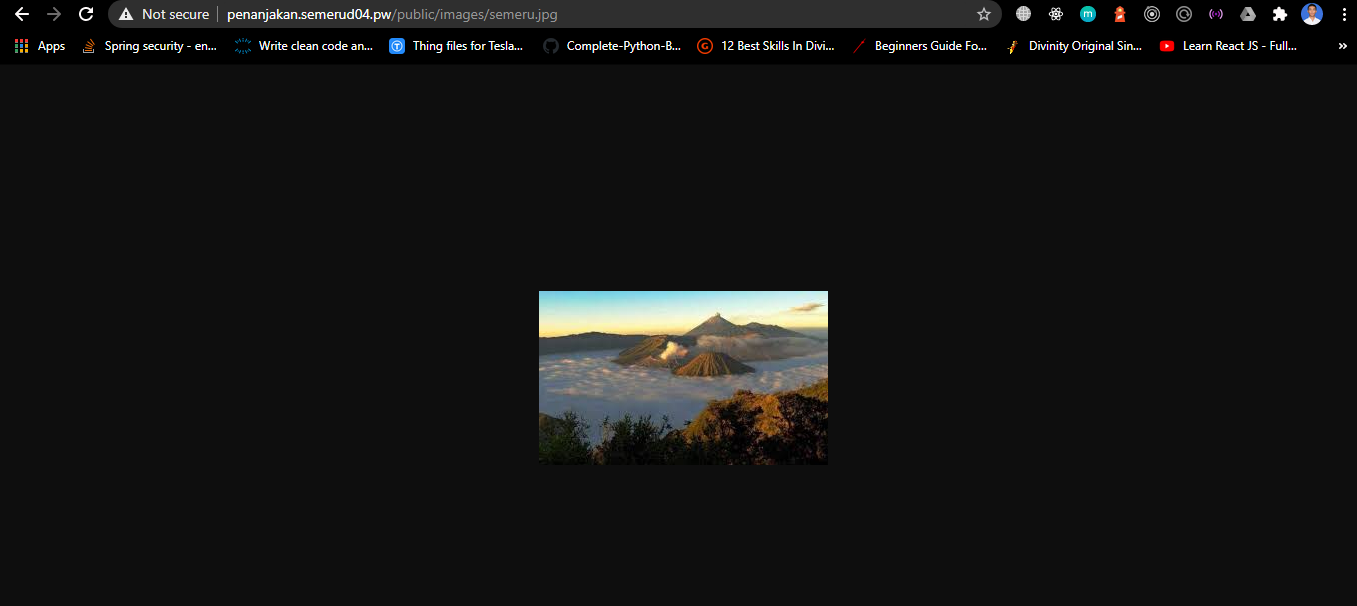 Not secure penanjakan.semerud04.pw/public/images/semeru.jpg
Apps Spring security - en... Write clean code an... Thing files for Tesla... Complete-Python-B... 12 Best Skills In Divi... Beginners Guide Fo... Divinity Original Sin... Learn React JS - Full... »